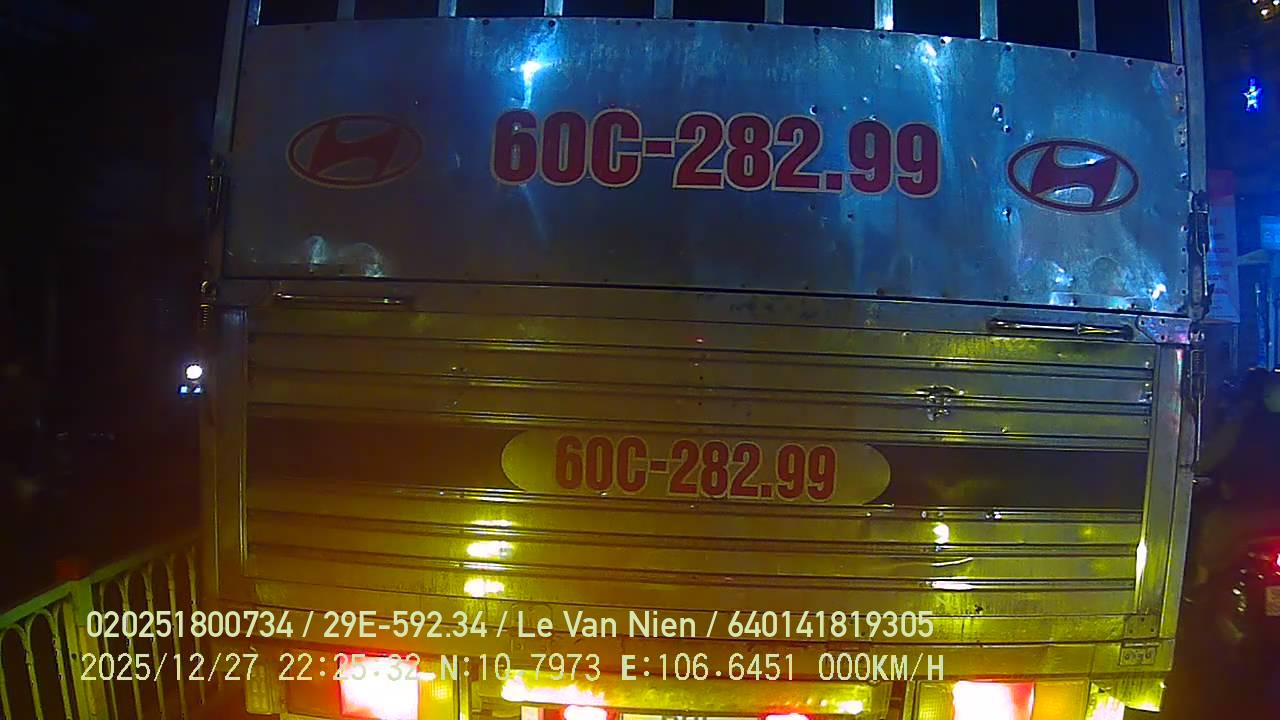 60C-282.99
60C-282.99
020251800734 / 29E-592.34 / Le Van Nien / 640141819305
2025/12/27 22:25:32 N:10.7973 E:106.6451 000KM/H